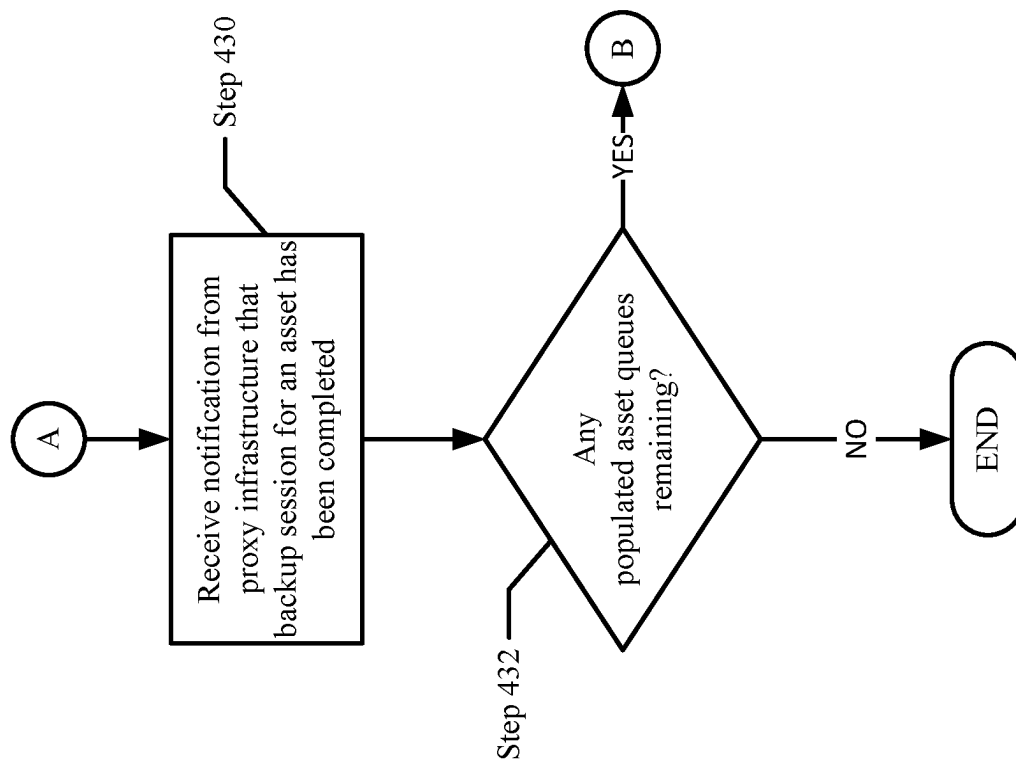 A
Receive notification from
proxy infrastructure that
backup session for an asset has
been completed
Step 430
Step 432
Any
populated asset queues
remaining?
YES
B
NO
END